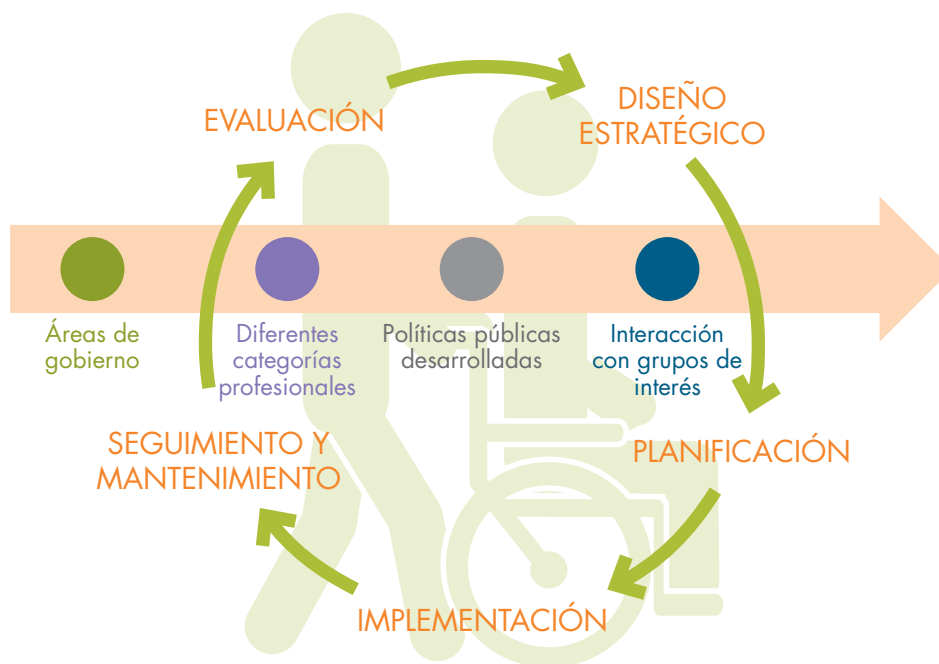 EVALUACIÓN
DISEÑO
ESTRATÉGICO
Áreas de
gobierno
Diferentes
categorías
profesionales
Políticas públicas
desarrolladas
Interacción
con grupos de
interés
SEGUIMIENTO Y
MANTENIMIENTO
PLANIFICACIÓN
IMPLEMENTACIÓN